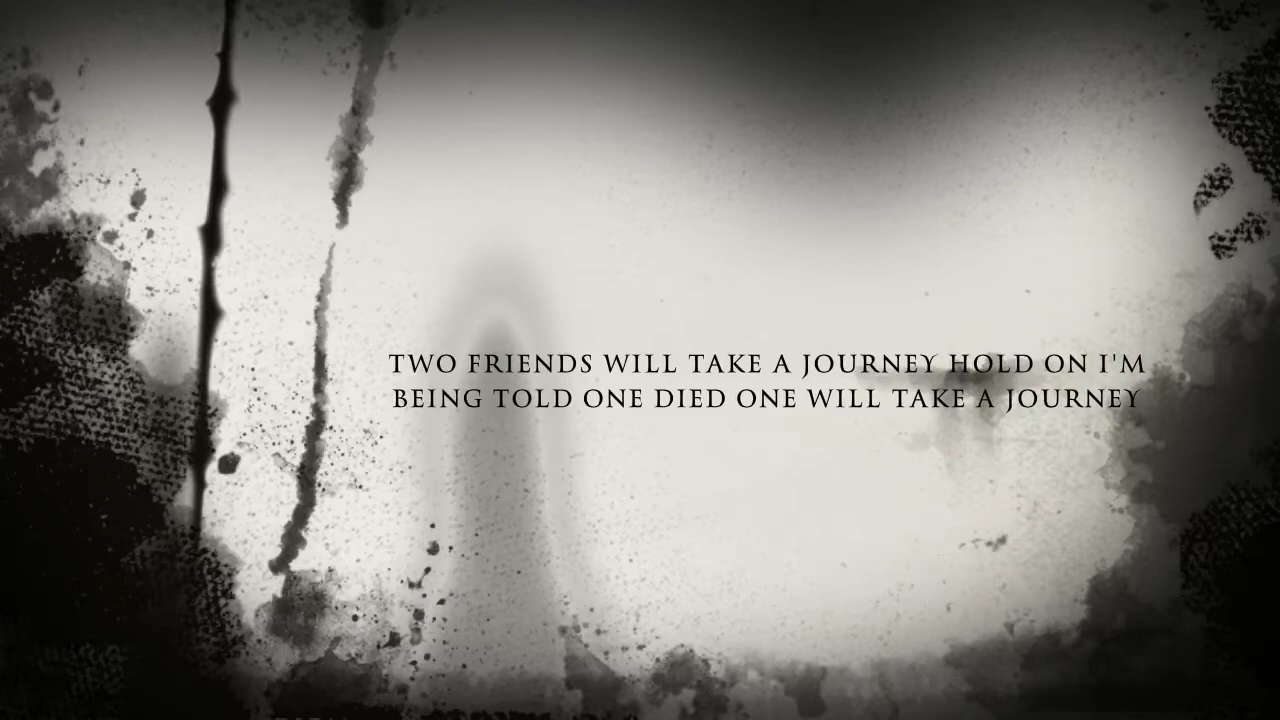 TWO FRIENDS WILL TAKE A JOURNEY HOLD ON I'M
BEING TOLD ONE DIED ONE WILL TAKE A JOURNEY